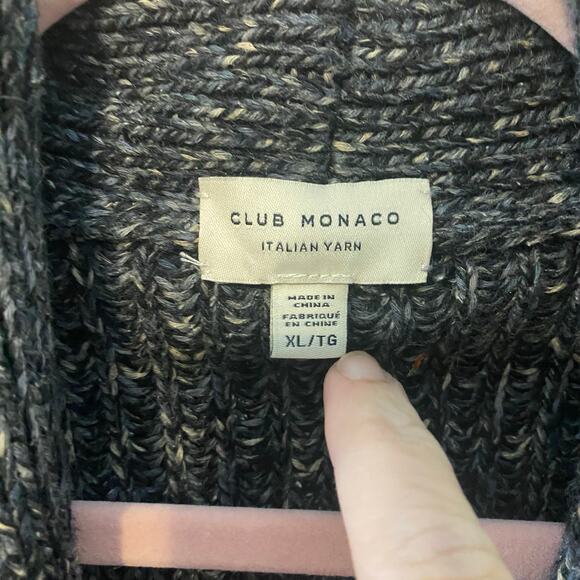 CLUB MONACO
ITALIAN YARN
MADE IN
CHINA
FABRIQUÉ
EN CHINE
XL/TG